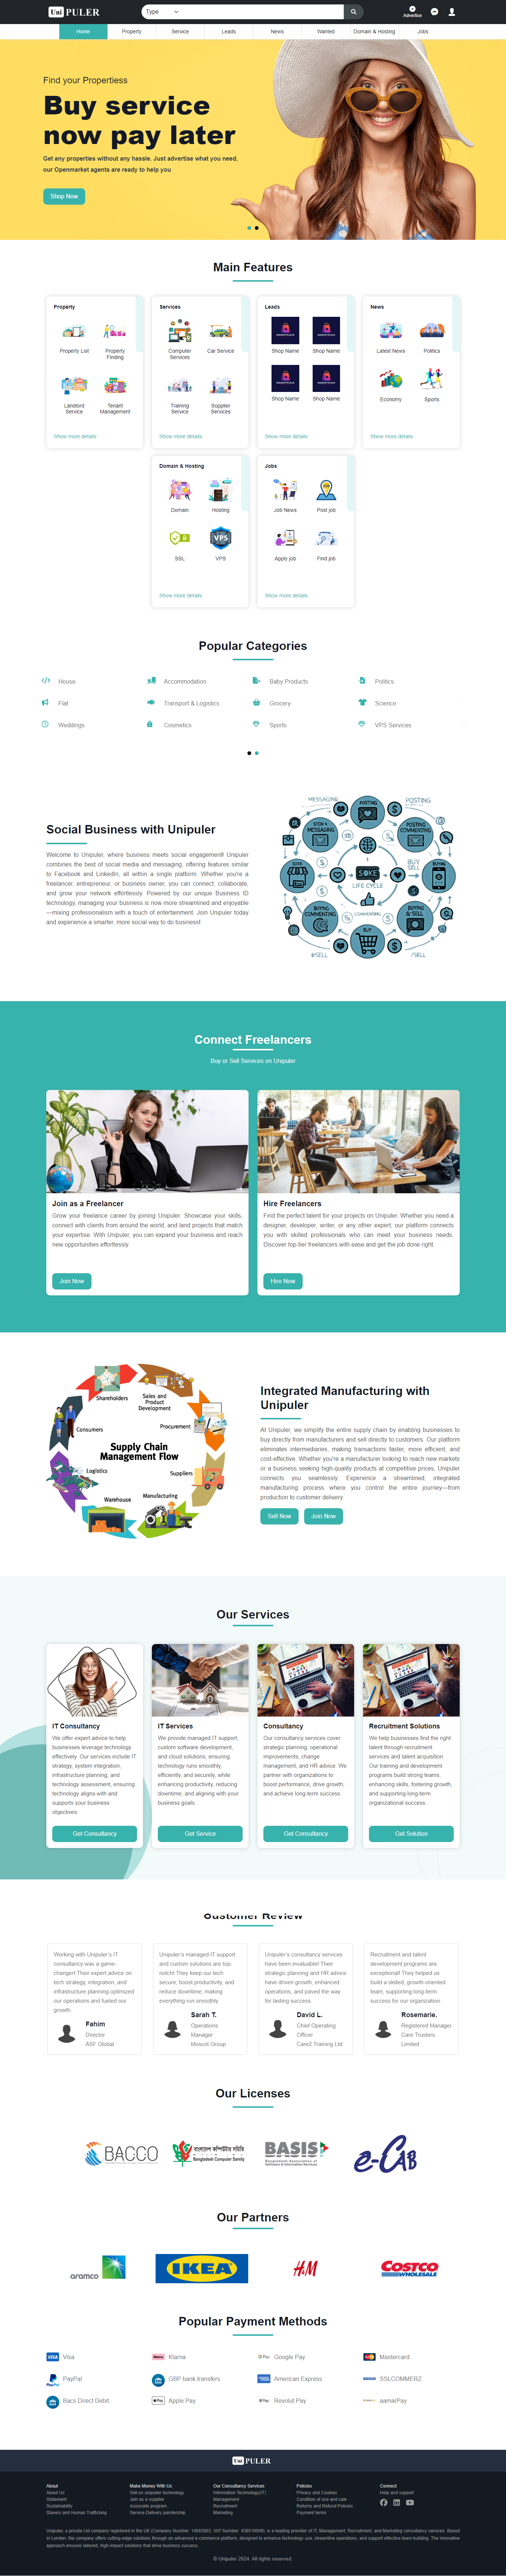 Uni PULER
Type
Advertise
Home
Property
Service
Leads
News
Wanted
Domain & Hosting
Jobs
Find your Propertiess
Buy service
now pay later
Get any properties without any hassle. Just advertise what you need,
our Openmarket agents are ready to help you
Shop Now
Main Features
Property
Property List
Property
Finding
Landlord
Service
Tenant
Management
Show more details
Services
Computer
Services
Car Service
Training
Service
Supplier
Services
Show more details
Leads
Shop Name
Shop Name
Shop Name
Shop Name
Show more details
News
Latest News
Politics
Economy
Sports
Show more details
Domain & Hosting
Domain
Hosting
SSL
VPS
VPS
Show more details
Jobs
Job News
Post job
Apply job
Find job
Show more details
Popular Categories
House
Accommodation
Baby Products
Politics
Flat
Transport & Logistics
Grocery
Science
Weddings
Cosmetics
Sports
VPS Services
Social Business with Unipuler
Welcome to Unipuler, where business meets social engagement! Unipuler
combines the best of social media and messaging, offering features similar
to Facebook and LinkedIn, all within a single platform. Whether you're a
freelancer, entrepreneur, or business owner, you can connect, collaborate,
and grow your network effortlessly. Powered by our unique Business ID
technology, managing your business is now more streamlined and enjoyable
—mixing professionalism with a touch of entertainment. Join Unipuler today
and experience a smarter, more social way to do business!
MESSAGING
POSTING
POSTING
POSTING
COMMENTING
BUY
SELL
LIFE CYCLE
COMMENTING
BUYING
COMMENTING
BUYING
& SELL
BUY
Connect Freelancers
Buy or Sell Services on Unipuler
Join as a Freelancer
Grow your freelance career by joining Unipuler. Showcase your skills,
connect with clients from around the world, and land projects that match
your expertise. With Unipuler, you can expand your business and reach
new opportunities effortlessly.
Join Now
Hire Freelancers
Find the perfect talent for your projects on Unipuler. Whether you need a
designer, developer, writer, or any other expert, our platform connects
you with skilled professionals who can meet your business needs.
Discover top-tier freelancers with ease and get the job done right.
Hire Now
Shareholders
Sales and
Product
Development
Consumers
Procurement
Supply Chain
Management Flow
Logistics
Suppliers
Warehouse
Manufacturing
Integrated Manufacturing with
Unipuler
At Unipuler, we simplify the entire supply chain by enabling businesses to
buy directly from manufacturers and sell directly to customers. Our platform
eliminates intermediaries, making transactions faster, more efficient, and
cost-effective. Whether you're a manufacturer looking to reach new markets
or a business seeking high-quality products at competitive prices, Unipuler
connects you seamlessly. Experience a streamlined, integrated
manufacturing process where you control the entire journey—from
production to customer delivery.
Sell Now
Join Now
Our Services
IT Consultancy
We offer expert advice to help
businesses leverage technology
effectively. Our services include IT
strategy, system integration,
infrastructure planning, and
technology assessment, ensuring
technology aligns with and
supports your business
objectives.
Get Consultancy
IT Services
We provide managed IT support,
custom software development,
and cloud solutions, ensuring
technology runs smoothly,
efficiently, and securely, while
enhancing productivity, reducing
downtime, and aligning with your
business goals.
Get Service
Consultancy
Our consultancy services cover
strategic planning, operational
improvements, change
management, and HR advice. We
partner with organizations to
boost performance, drive growth,
and achieve long-term success.
Get Consultancy
Recruitment Solutions
We help businesses find the right
talent through recruitment
services and talent acquisition.
Our training and development
programs build strong teams,
enhancing skills, fostering growth,
and supporting long-term
organizational success.
Get Solution
Customer Review
Working with Unipuler's IT
consultancy was a game-
changer! Their expert advice on
tech strategy, integration, and
infrastructure planning optimized
our operations and fueled our
growth.
Fahim
Director
ASF Global
Unipuler's managed IT support
and custom solutions are top-
notch! They keep our tech
secure, boost productivity, and
reduce downtime, making
everything run smoothly.
Sarah T.
Operations
Manager
Moscot Group
Unipuler's consultancy services
have been invaluable! Their
strategic planning and HR advice
have driven growth, enhanced
operations, and paved the way
for lasting success.
David L.
Chief Operating
Officer
Care2 Training Ltd
Recruitment and talent
development programs are
exceptional! They helped us
build a skilled, growth-oriented
team, supporting long-term
success for our organization.
Rosemarie.
Registered Manager
Care Trusters
Limited
Our Licenses
BACCO
বাংলাদেশ কম্পিউটার সমিতি
Bangladesh Computer Samity
BASIS
Bangladesh Association of
Software & Information Services
e-CAB
Our Partners
aramco
IKEA
H&M
COSTCO
WHOLESALE
Popular Payment Methods
VISA Visa
Klarna
G Pay Google Pay
Mastercard
PayPal PayPal
GBP bank transfers
American Express
SSLCOMMERZ
Bacs Direct Debit
Pay Apple Pay
Revolut Pay
aamarPay
Uni PULER
About
About Us
Statement
Sustainability
Slavery and Human Trafficking
Make Money With Us
Sell on unipuler technology
Join as a supplier
Associate program
Service Delivery parntership
Our Consultancy Services
Information Technology(IT)
Management
Recruitment
Marketing
Policies
Privacy and Cookies
Condition of use and sale
Returns and Refund Policies
Payment terms
Connect
Help and support
Unipuler, a private Ltd company registered in the UK (Company Number: 14583993, VAT Number: 438510908), is a leading provider of IT, Management, Recruitment, and Marketing consultancy services. Based
in London, the company offers cutting-edge solutions through an advanced e-commerce platform, designed to enhance technology use, streamline operations, and support effective team building. The innovative
approach ensures tailored, high-impact solutions that drive business success.
© Unipuler 2024. All rights reserved.